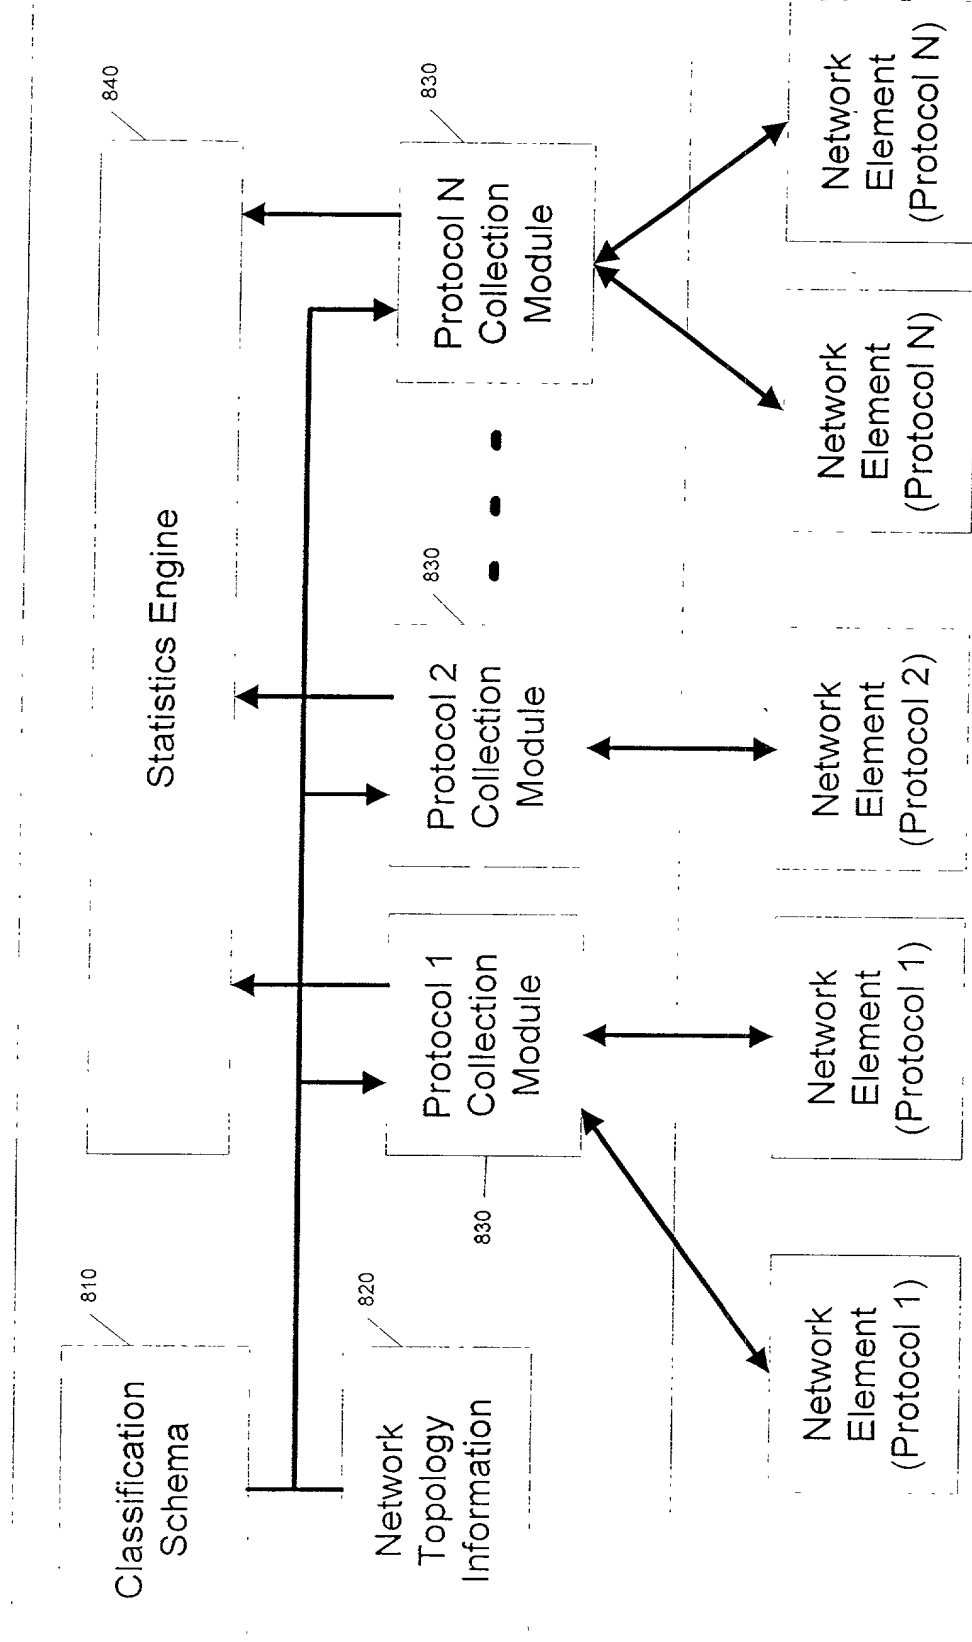 840
Statistics Engine
810
Classification
Schema
820
Network
Topology
Information
830
Protocol 1
Collection
Module
830
Protocol 2
Collection
Module
830
Protocol N
Collection
Module
Network
Element
(Protocol 1)
Network
Element
(Protocol 1)
Network
Element
(Protocol 2)
Network
Element
(Protocol N)
Network
Element
(Protocol N)